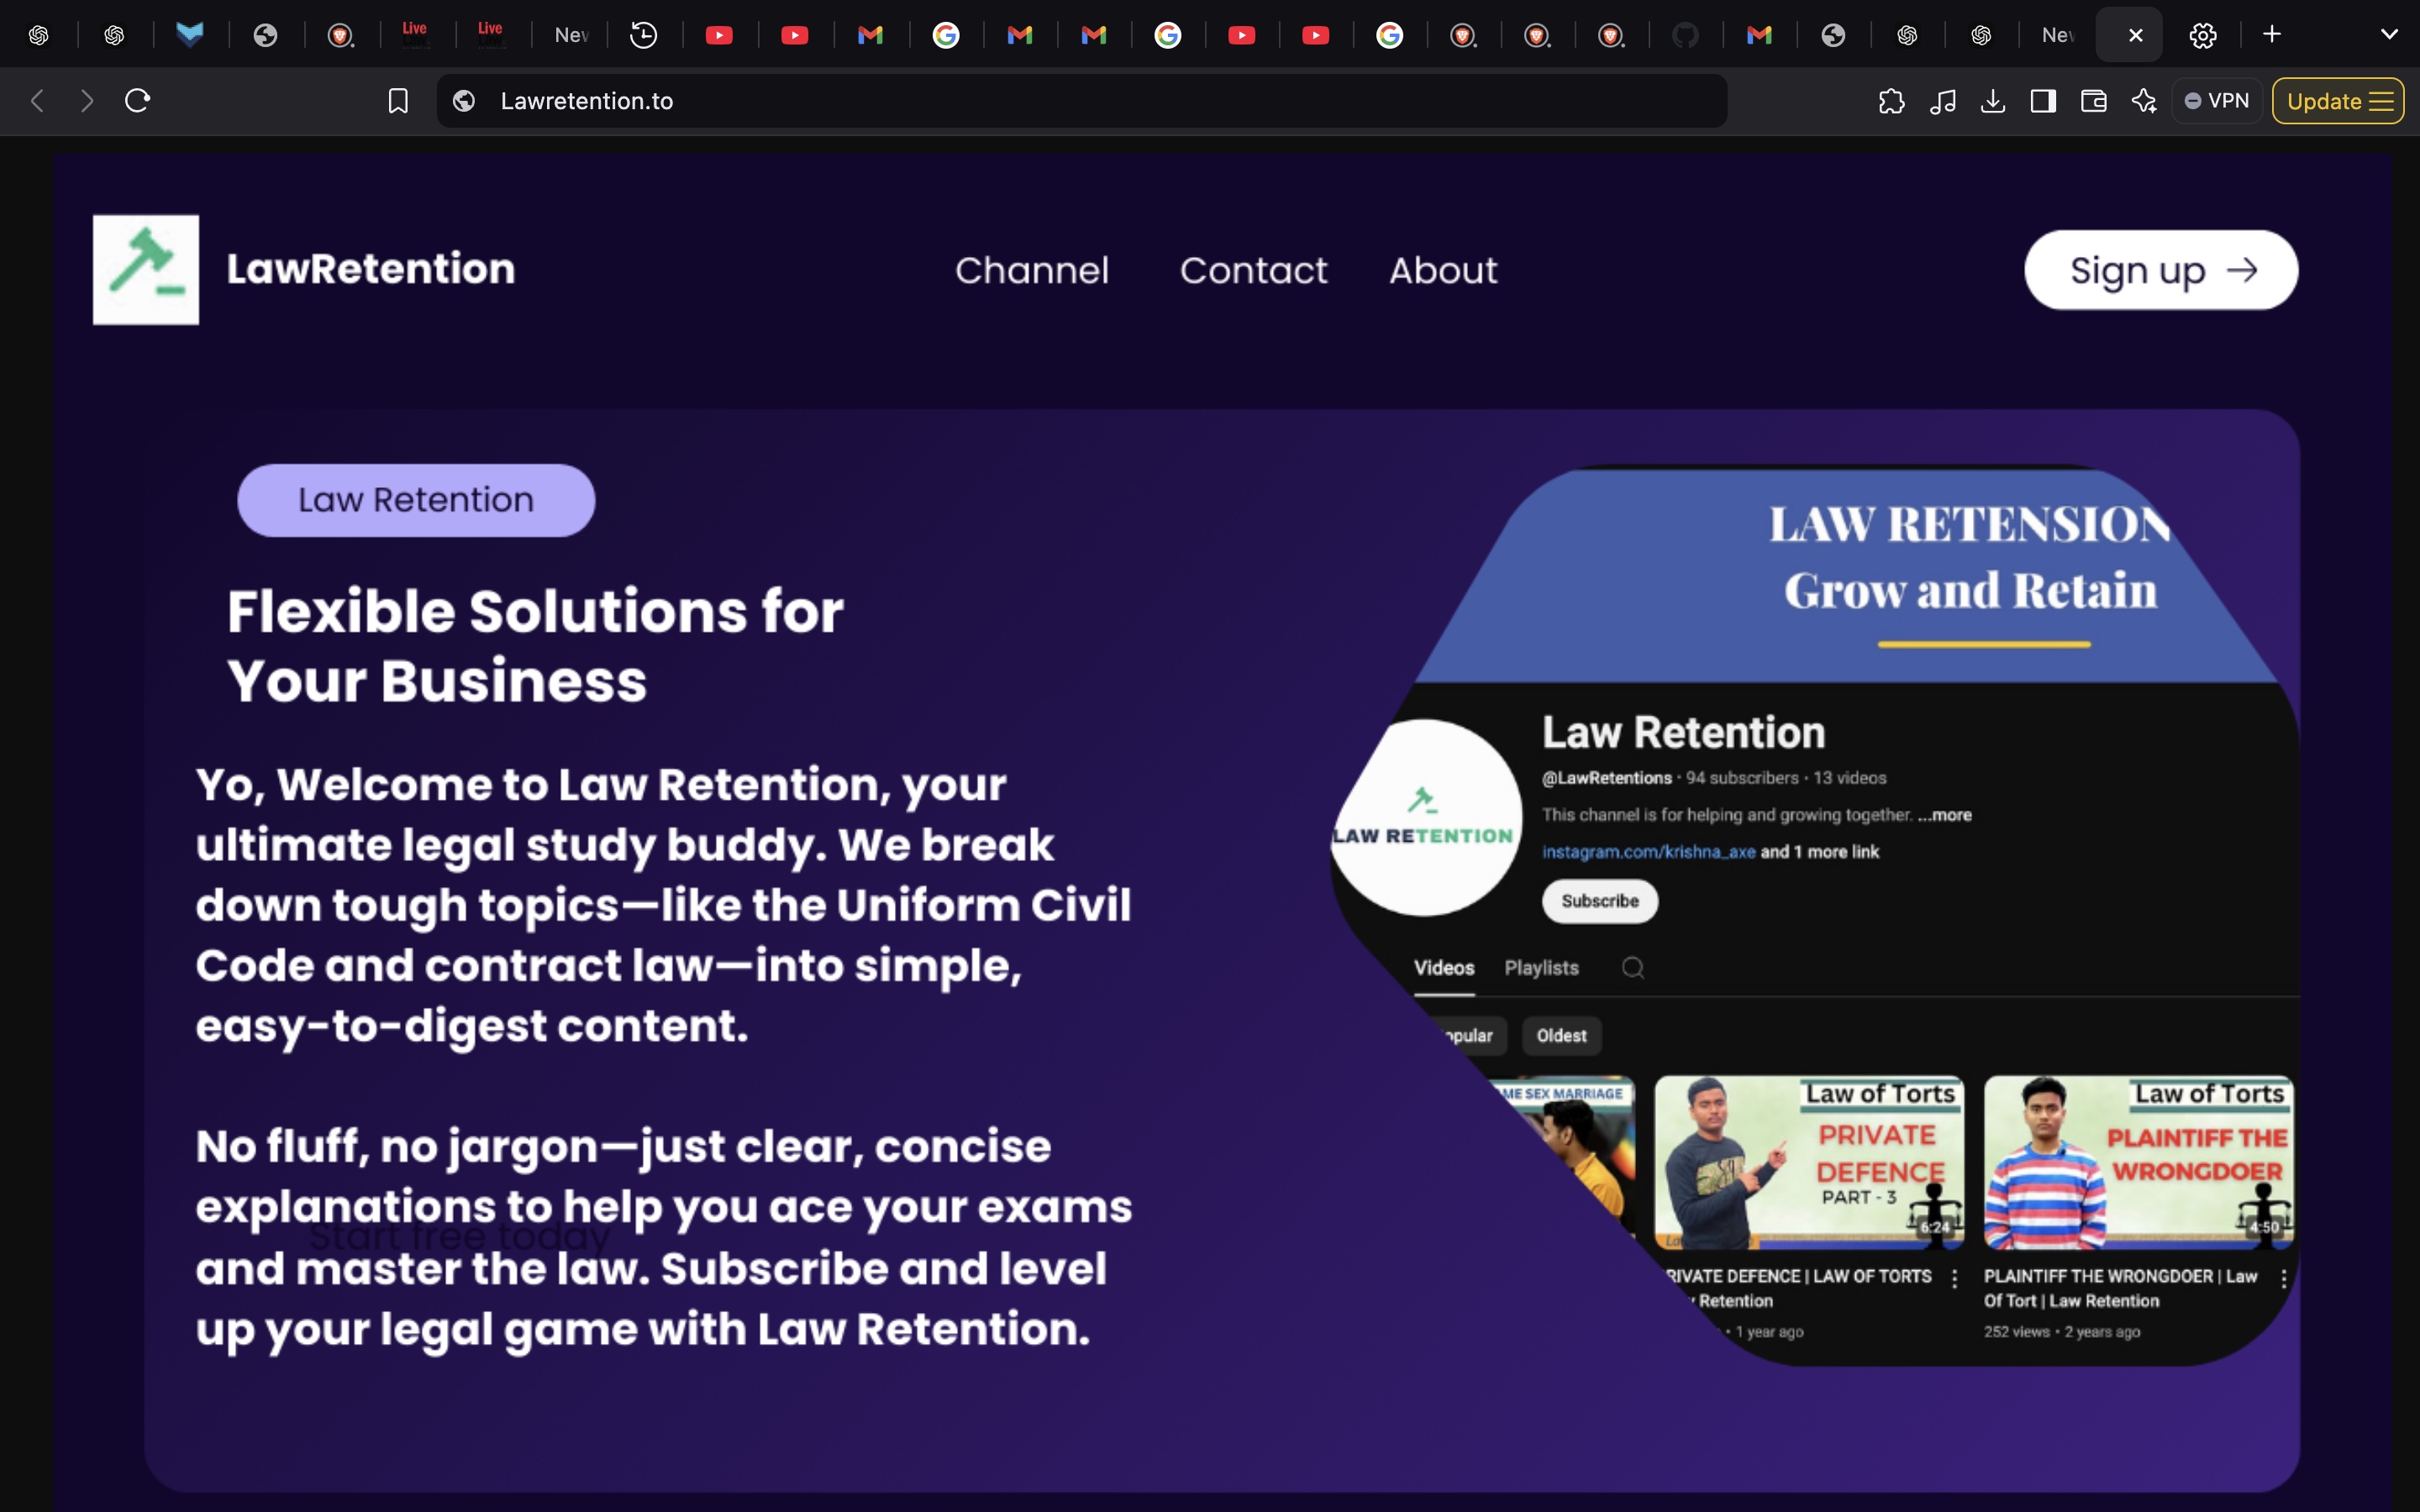 Live
Live
Nev
Nev
Lawretention.to
VPN
Update
LawRetention
Channel
Contact
About
Sign up →
Law Retention
Flexible Solutions for
Your Business
Yo, Welcome to Law Retention, your
ultimate legal study buddy. We break
down tough topics—like the Uniform Civil
Code and contract law—into simple,
easy-to-digest content.
No fluff, no jargon—just clear, concise
explanations to help you ace your exams
Start free today
and master the law. Subscribe and level
up your legal game with Law Retention.
LAW RETENSION
Grow and Retain
LAW RETENTION
Law Retention
@LawRetentions · 94 subscribers · 13 videos
This channel is for helping and growing together. ...more
instagram.com/krishna_axe and 1 more link
Subscribe
Videos
Playlists
opular
Oldest
ME SEX MARRIAGE
Law of Torts
PRIVATE
DEFENCE
PART - 3
6:24
RIVATE DEFENCE | LAW OF TORTS
Retention
• 1 year ago
Law of Torts
PLAINTIFF THE
WRONGDOER
4:50
PLAINTIFF THE WRONGDOER | Law
Of Tort | Law Retention
252 views • 2 years ago